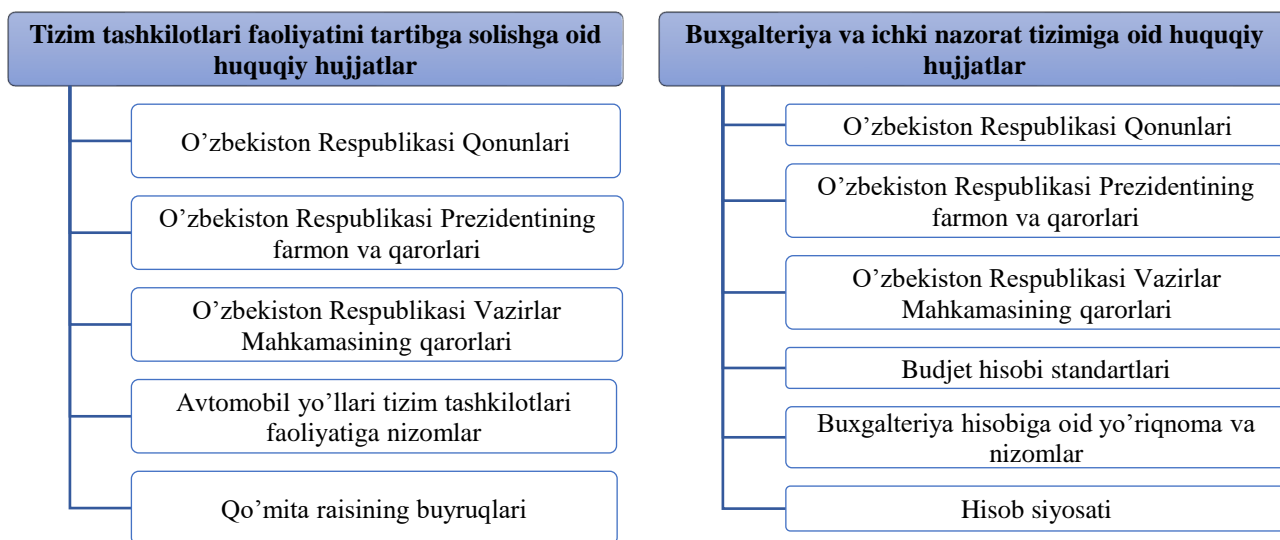 Tizim tashkilotlari faoliyatini tartibga solishga oid
huquqiy hujjatlar
O’zbekiston Respublikasi Qonunlari
O’zbekiston Respublikasi Prezidentining
farmon va qarorlari
O’zbekiston Respublikasi Vazirlar
Mahkamasining qarorlari
Avtomobil yo’llari tizim tashkilotlari
faoliyatiga nizomlar
Qo’mita raisining buyruqlari
Buxgalteriya va ichki nazorat tizimiga oid huquqiy
hujjatlar
O’zbekiston Respublikasi Qonunlari
O’zbekiston Respublikasi Prezidentining
farmon va qarorlari
O’zbekiston Respublikasi Vazirlar
Mahkamasining qarorlari
Budjet hisobi standartlari
Buxgalteriya hisobiga oid yo’riqnoma va
nizomlar
Hisob siyosati